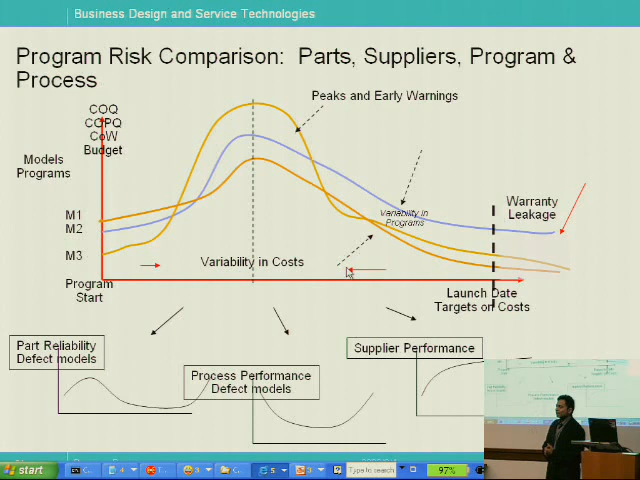 Business Design and Service Technologies
Program Risk Comparison: Parts, Suppliers, Program &
Process
Peaks and Early Warnings
COQ
COPQ
CoW
Budget
Models
Programs
Warranty
Leakage
M1
M2
M3
Variability in
Programs
Variability in Costs
Program
Start
Launch Date
Targets on Costs
Part Reliability
Defect models
Supplier Performance
Process Performance
Defect models
start
Type to search
97%